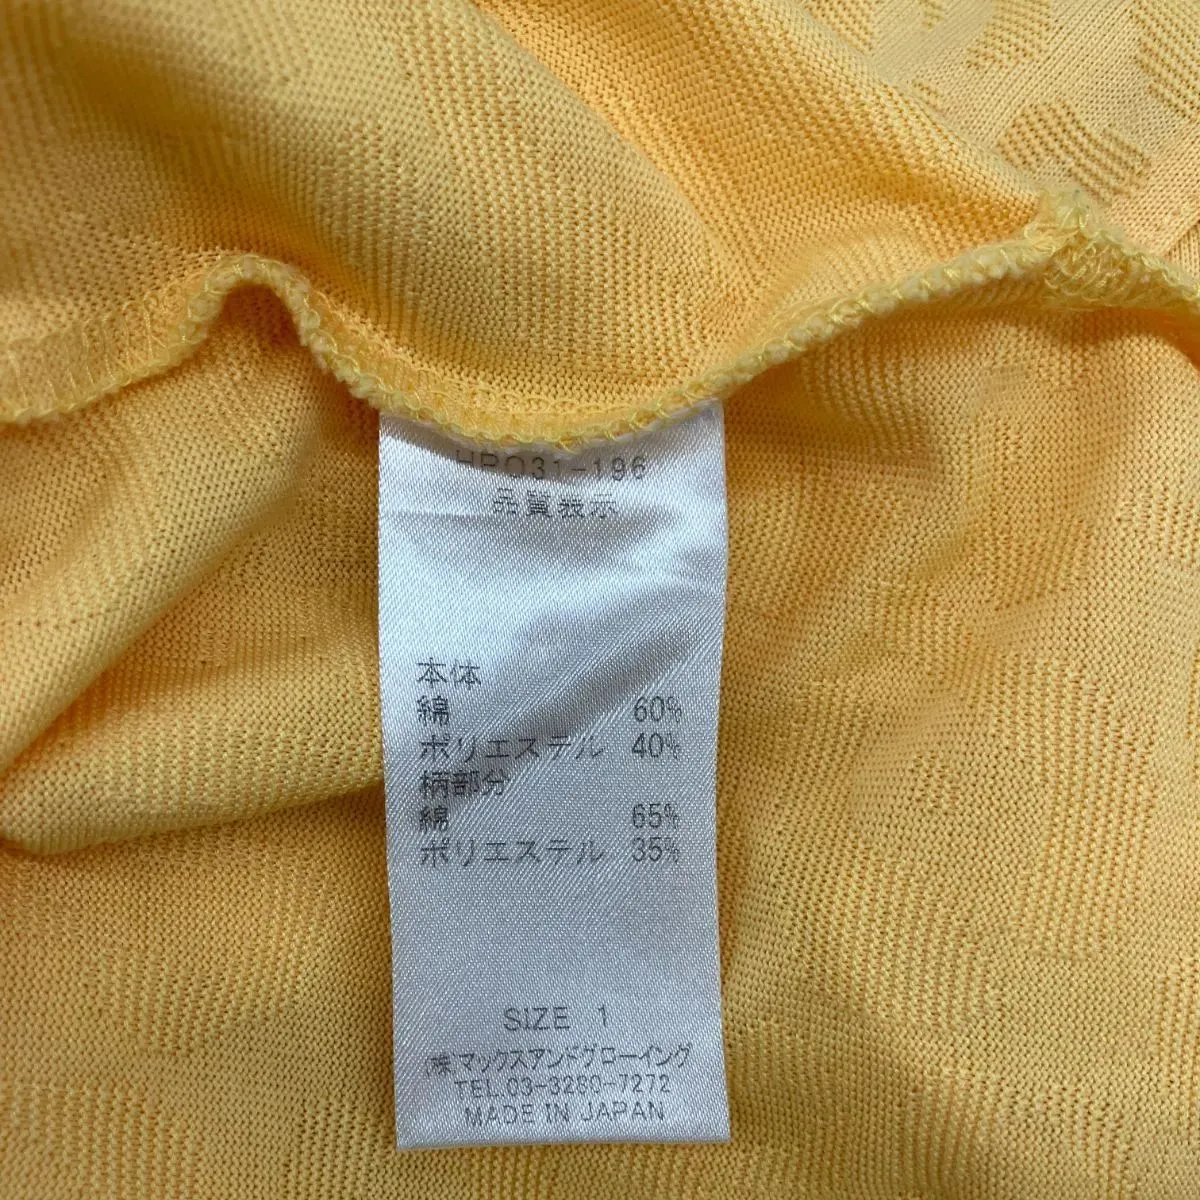 HRO31-196
品質表示
本体
綿 60%
ポリエステル 40%
柄部分
綿 65%
ポリエステル 35%
SIZE 1
(株)マックスアンドグローイング
TEL.03-3280-7272
MADE IN JAPAN